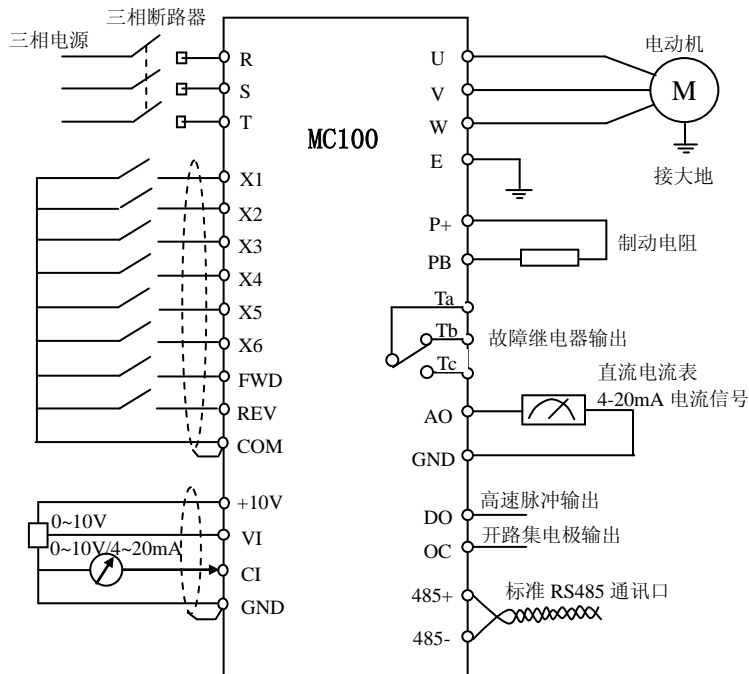 三相断路器
三相电源
R
S
T
MC100
X1
X2
X3
X4
X5
X6
FWD
REV
COM
+10V
0~10V
VI
0~10V/4~20mA
CI
GND
U
V
W
E
电动机
M
接大地
P+
PB
制动电阻
Ta
Tb
Tc
故障继电器输出
直流电流表
4-20mA 电流信号
AO
GND
DO
高速脉冲输出
OC
开路集电极输出
485+
485-
标准 RS485 通讯口